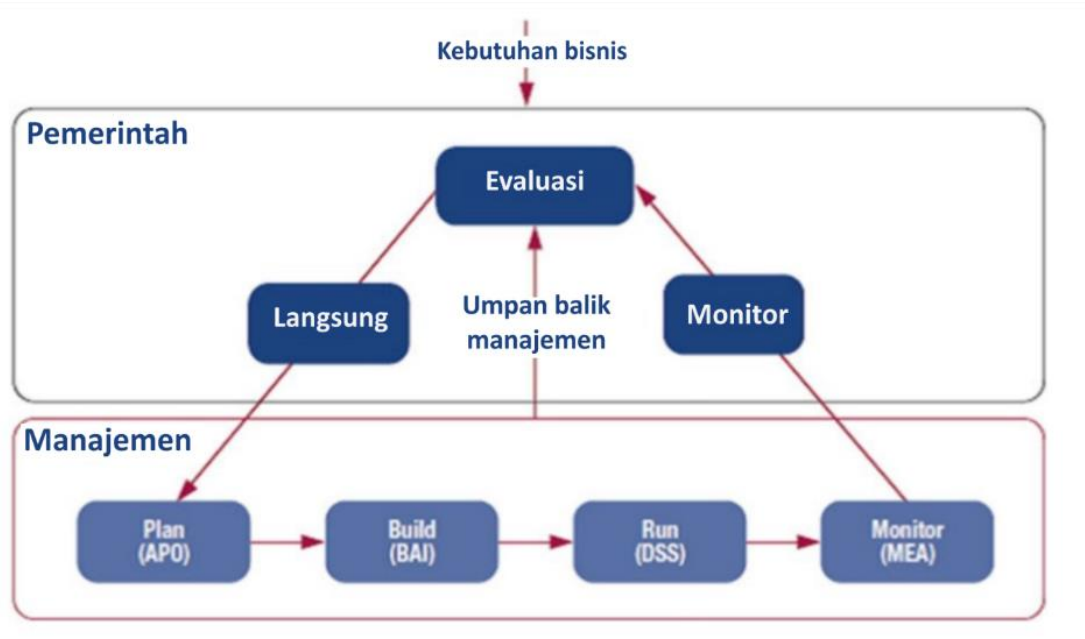 Kebutuhan bisnis
Pemerintah
Evaluasi
Langsung
Umpan balik
manajemen
Monitor
Manajemen
Plan
(APO)
Build
(BAI)
Run
(DSS)
Monitor
(MEA)